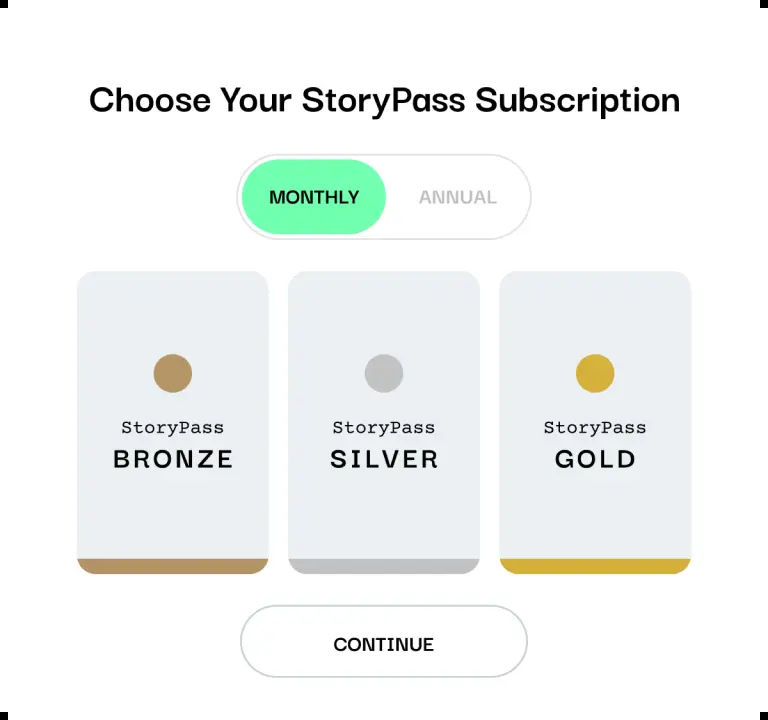 Choose Your StoryPass Subscription
MONTHLY
ANNUAL
StoryPass
BRONZE
StoryPass
SILVER
StoryPass
GOLD
CONTINUE